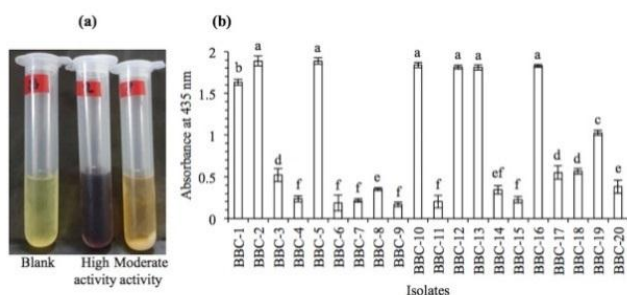 (a)
Blank
High Moderate
activity activity
(b)
Absorbance at 435 nm
2
1.5
1
0.5
0
b
a
d
f
a
f
f
e
f
a
f
a
a
ef
f
a
d
d
c
e
BBC-1
BBC-2
BBC-3
BBC-4
BBC-5
BBC-6
BBC-7
BBC-8
BBC-9
BBC-10
BBC-11
BBC-12
BBC-13
BBC-14
BBC-15
BBC-16
BBC-17
BBC-18
BBC-19
BBC-20
Isolates